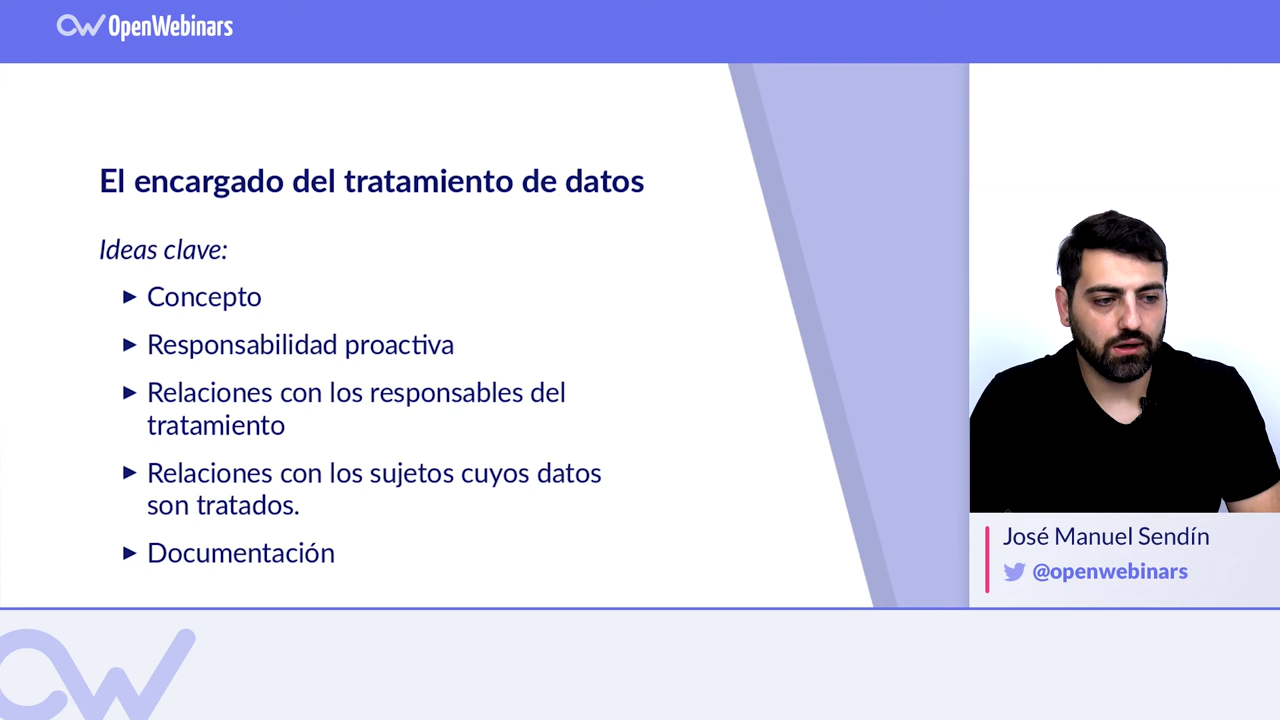 OpenWebinars
El encargado del tratamiento de datos
Ideas clave:
► Concepto
► Responsabilidad proactiva
► Relaciones con los responsables del
tratamiento
► Relaciones con los sujetos cuyos datos
son tratados.
► Documentación
José Manuel Sendín
@openwebinars